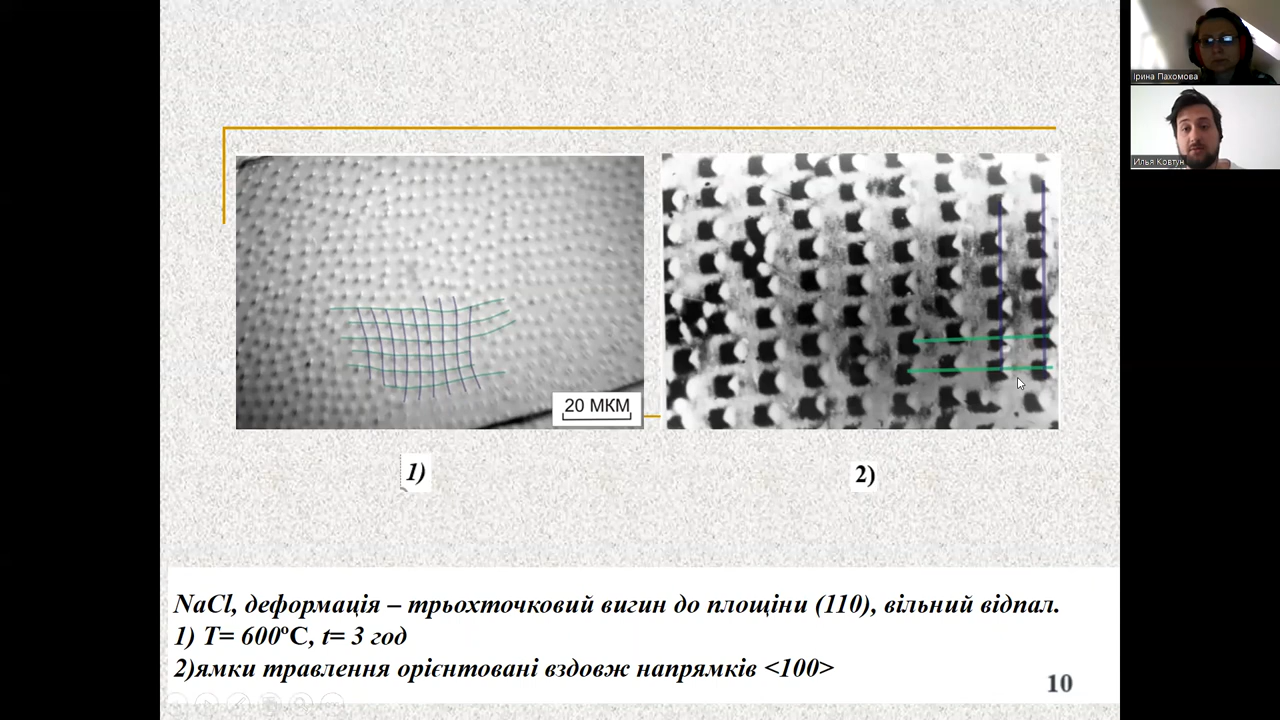 Ірина Пахомова
Илья Ковтун
20 МКМ
1)
2)
NaCl, деформація – трьохточковий вигин до площіни (110), вільний відпал.
1) T= 600°C, t= 3 год
2)ямки травлення орієнтовані вздовж напрямків <100>
10